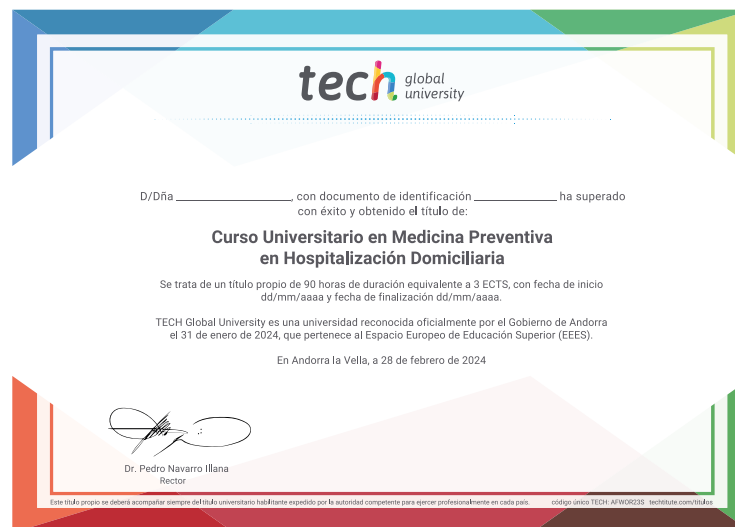 tech global university
D/Dña ____________________, con documento de identificación ______________ ha superado
con éxito y obtenido el título de:
Curso Universitario en Medicina Preventiva
en Hospitalización Domiciliaria
Se trata de un título propio de 90 horas de duración equivalente a 3 ECTS, con fecha de inicio
dd/mm/aaaa y fecha de finalización dd/mm/aaaa.
TECH Global University es una universidad reconocida oficialmente por el Gobierno de Andorra
el 31 de enero de 2024, que pertenece al Espacio Europeo de Educación Superior (EEES).
En Andorra la Vella, a 28 de febrero de 2024
Dr. Pedro Navarro Illana
Rector
Este título propio se deberá acompañar siempre del título universitario habilitante expedido por la autoridad competente para ejercer profesionalmente en cada país. código único TECH: AFWOR23S techtitute.com/titulos